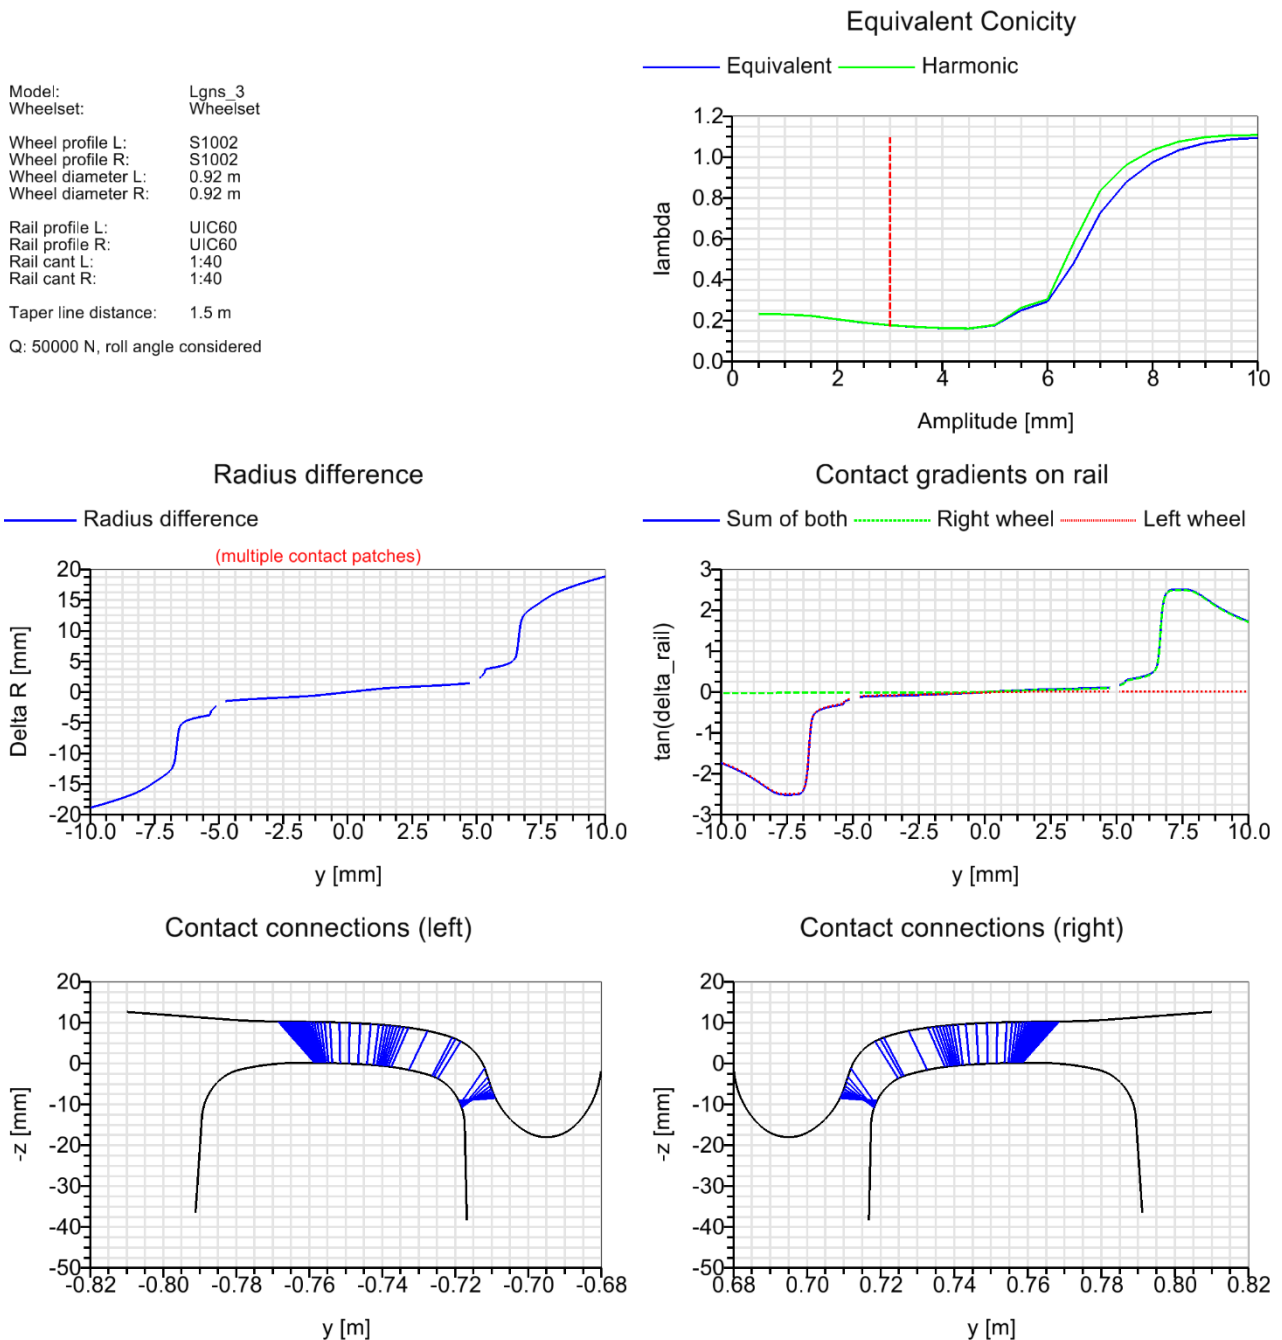 Model: Lgns_3
Wheelset: Wheelset
Wheel profile L: S1002
Wheel profile R: S1002
Wheel diameter L: 0.92 m
Wheel diameter R: 0.92 m
Rail profile L: UIC60
Rail profile R: UIC60
Rail cant L: 1:40
Rail cant R: 1:40
Taper line distance: 1.5 m
Q: 50000 N, roll angle considered
Equivalent Conicity
Equivalent Harmonic
lambda
1.2
1.0
0.8
0.6
0.4
0.2
0.0
0 2 4 6 8 10
Amplitude [mm]
Radius difference
Radius difference
(multiple contact patches)
Delta R [mm]
20
15
10
5
0
-5
-10
-15
-20
-10.0 -7.5 -5.0 -2.5 0.0 2.5 5.0 7.5 10.0
y [mm]
Contact gradients on rail
Sum of both Right wheel Left wheel
tan(delta_rail)
3
2
1
0
-1
-2
-3
-10.0 -7.5 -5.0 -2.5 0.0 2.5 5.0 7.5 10.0
y [mm]
Contact connections (left)
-z [mm]
20
10
0
-10
-20
-30
-40
-50
-0.82 -0.80 -0.78 -0.76 -0.74 -0.72 -0.70 -0.68
y [m]
Contact connections (right)
-z [mm]
20
10
0
-10
-20
-30
-40
-50
0.68 0.70 0.72 0.74 0.76 0.78 0.80 0.82
y [m]